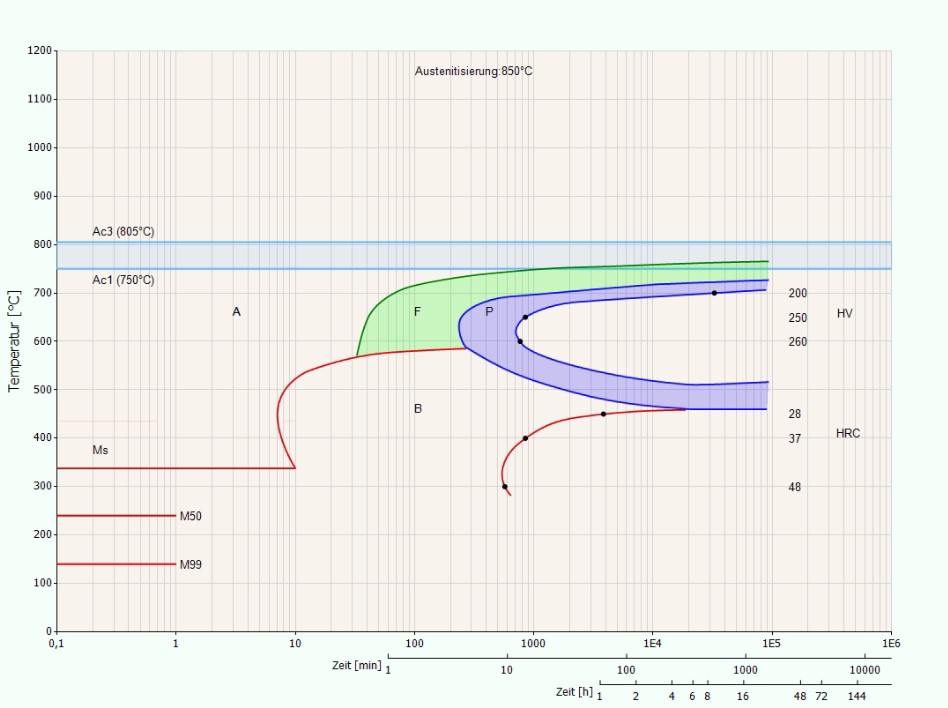 1200
Austenitisierung:850°C
1100
1000
900
Ac3 (805°C)
800
Ac1 (750°C)
700 200
A F P 250 HV
600 260
500
B 28
400 37 HRC
Ms
300 48
M50
200
M99
100
0
0,1 1 10 100 1000 1E4 1E5 1E6
Zeit [min] 1 10 100 1000 10000
Zeit [h] 1 2 4 6 8 16 48 72 144
Temperatur [°C]